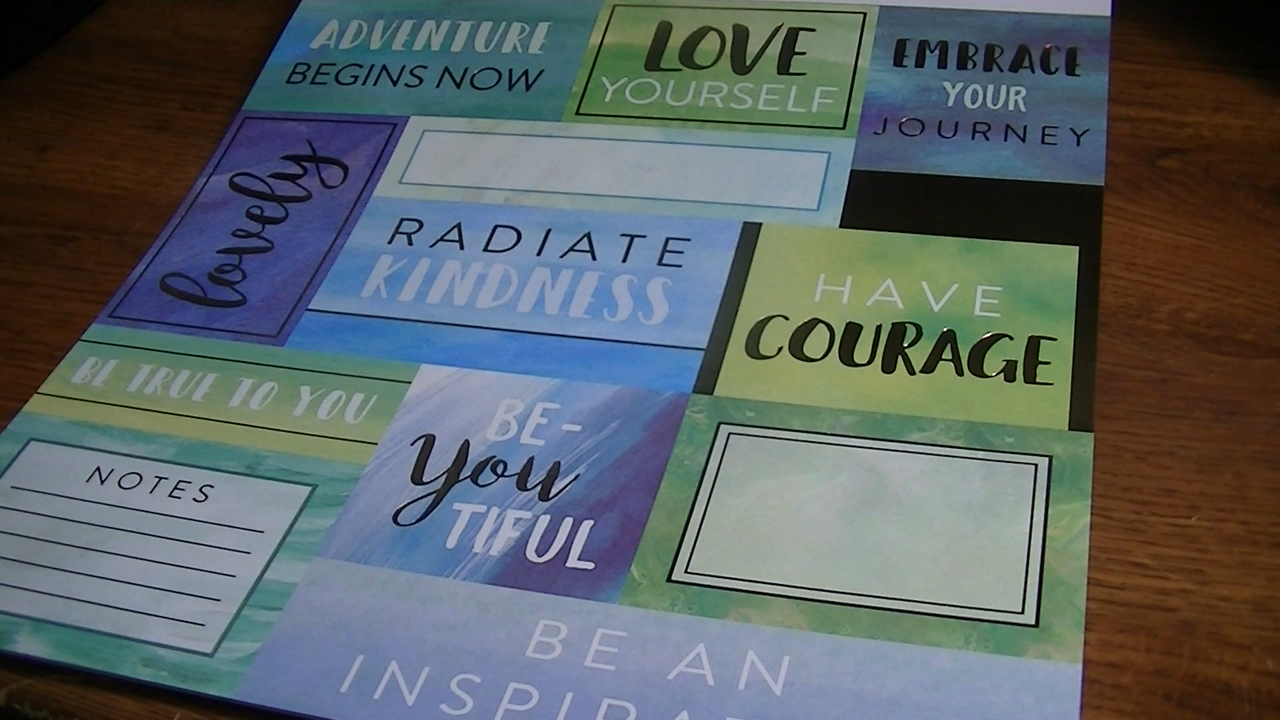 ADVENTURE
BEGINS NOW
LOVE
YOURSELF
EMBRACE
YOUR
JOURNEY
lovely
RADIATE
KINDNESS
HAVE
COURAGE
BE TRUE TO YOU
BE-
you
TIFUL
NOTES
BE AN